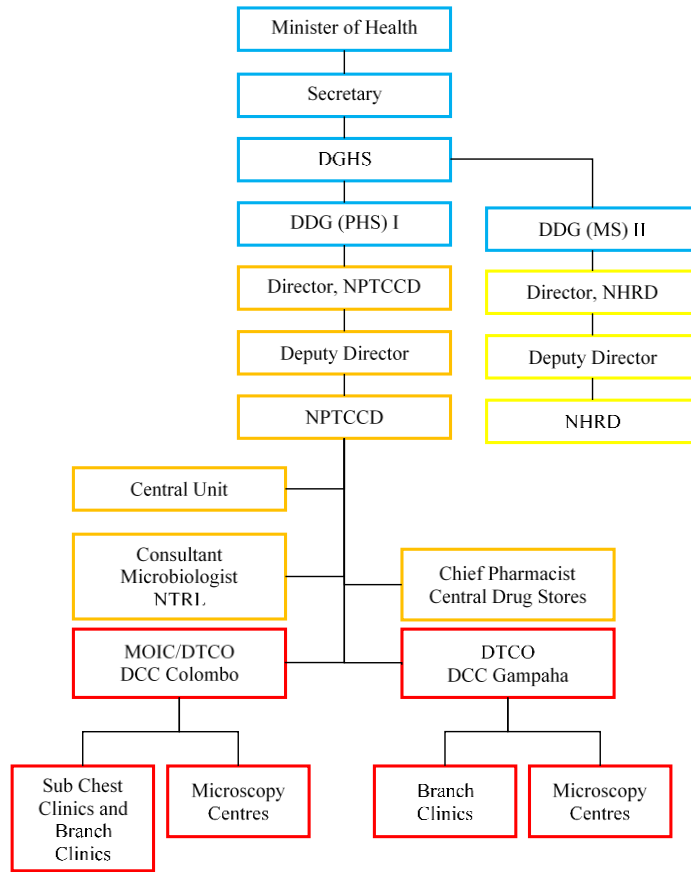 Minister of Health
Secretary
DGHS
DDG (PHS) I
DDG (MS) II
Director, NPTCCD
Director, NHRD
Deputy Director
Deputy Director
NPTCCD
NHRD
Central Unit
Consultant
Microbiologist
NTRL
Chief Pharmacist
Central Drug Stores
MOIC/DTCO
DCC Colombo
DTCO
DCC Gampaha
Sub Chest
Clinics and
Branch
Clinics
Microscopy
Centres
Branch
Clinics
Microscopy
Centres